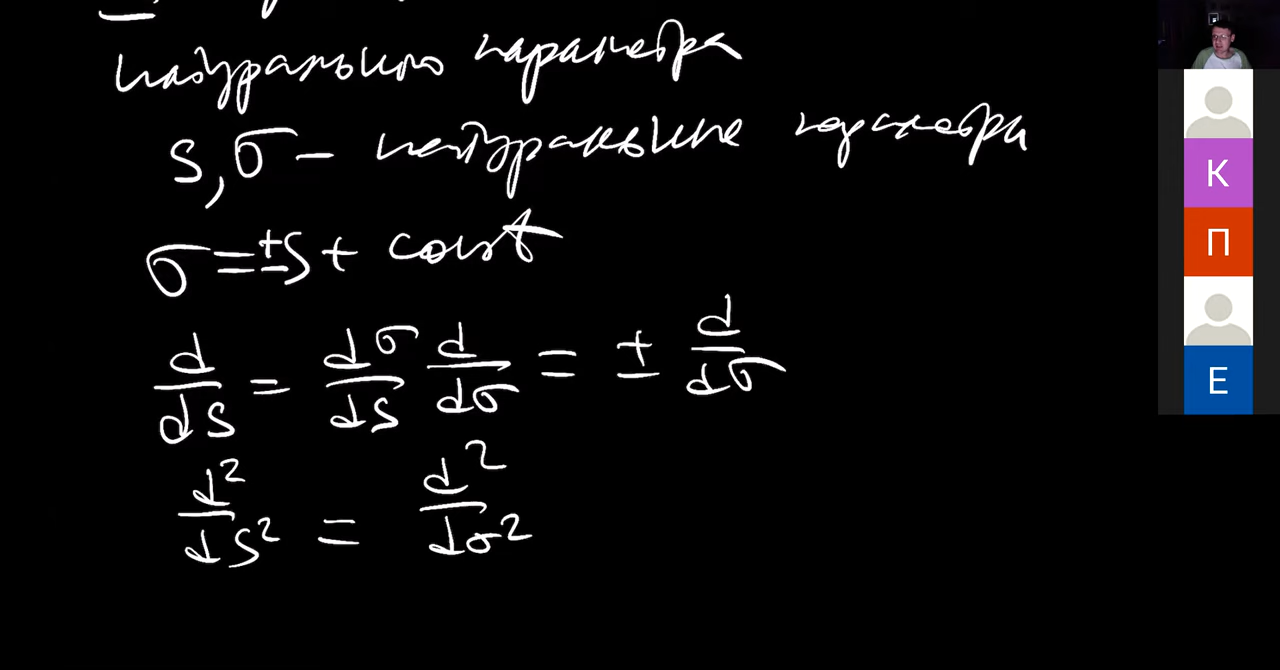 натурального параметра
s, σ – натуральные параметры
σ = ± s + const
d/ds = dσ/ds d/dσ = ± d/dσ
d²/ds² = d²/dσ²
К
П
Е